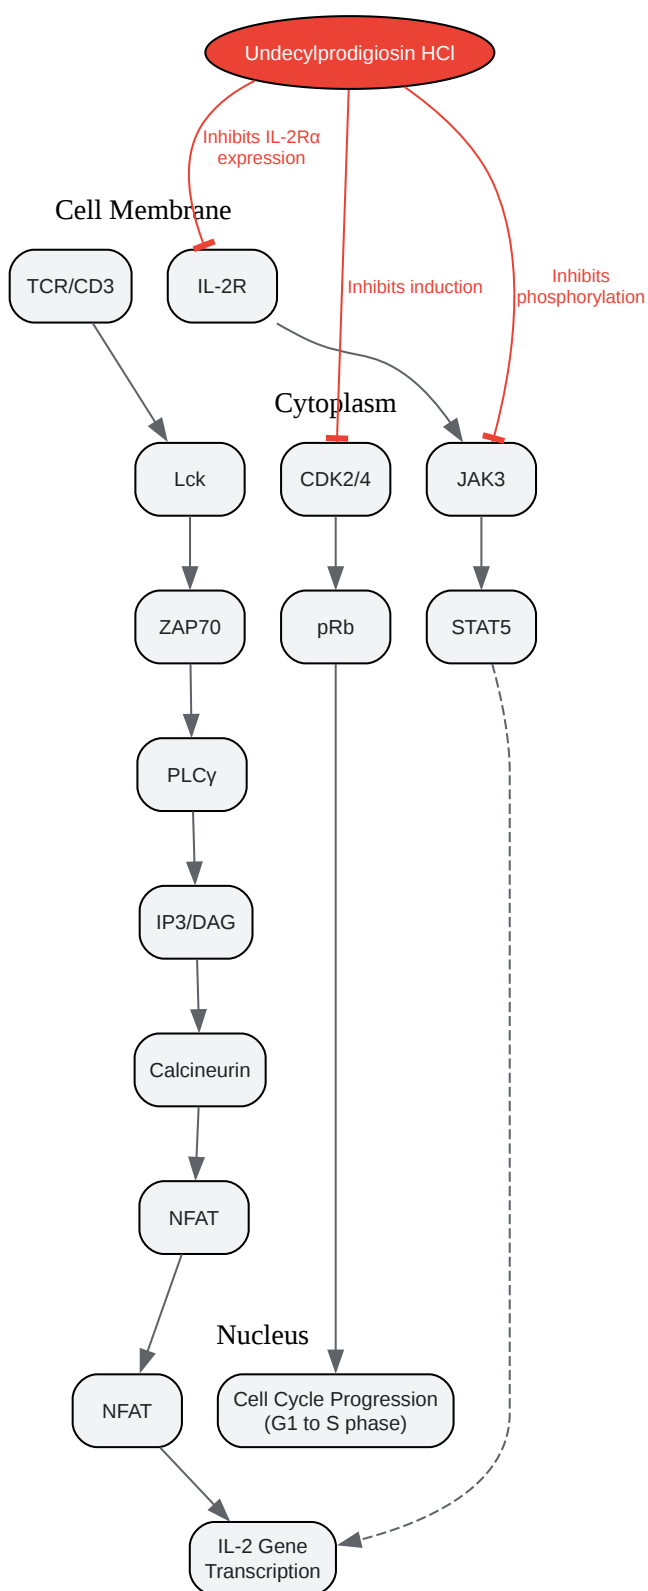 Undecylprodigiosin HCl
Inhibits IL-2Rα
expression
Cell Membrane
TCR/CD3
IL-2R
Inhibits induction
Inhibits
phosphorylation
Cytoplasm
Lck
CDK2/4
JAK3
ZAP70
pRb
STAT5
PLCγ
IP3/DAG
Calcineurin
NFAT
Nucleus
NFAT
Cell Cycle Progression
(G1 to S phase)
IL-2 Gene
Transcription